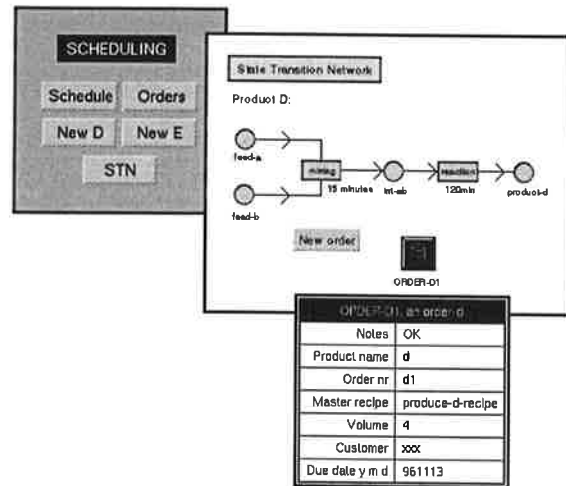 SCHEDULING
Schedule Orders
New D New E
STN
State Transition Network
Product D:
feed-a
mixing
15 minutes
int-ab
reaction
120min
product-d
feed-b
New order
ORDER-D1
ORDER-D1, an order-d
Notes OK
Product name d
Order nr d1
Master recipe produce-d-recipe
Volume 4
Customer xxx
Due date y m d 961113